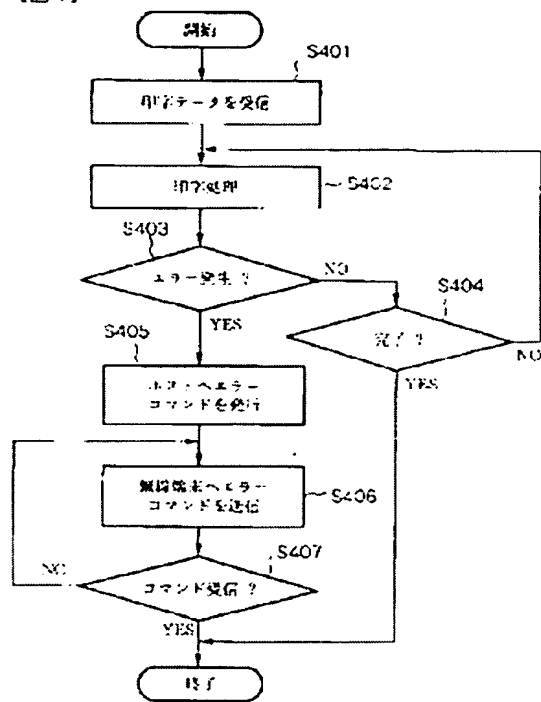 開始
S401
印字データを受信
印字処理
S402
S403
エラー発生 ?
NO
S404
完了 ?
NO
YES
YES
S405
ホストへエラー
コマンドを発行
無線端末へエラー
コマンドを送信
S406
S407
コマンド受信 ?
NO
YES
終了